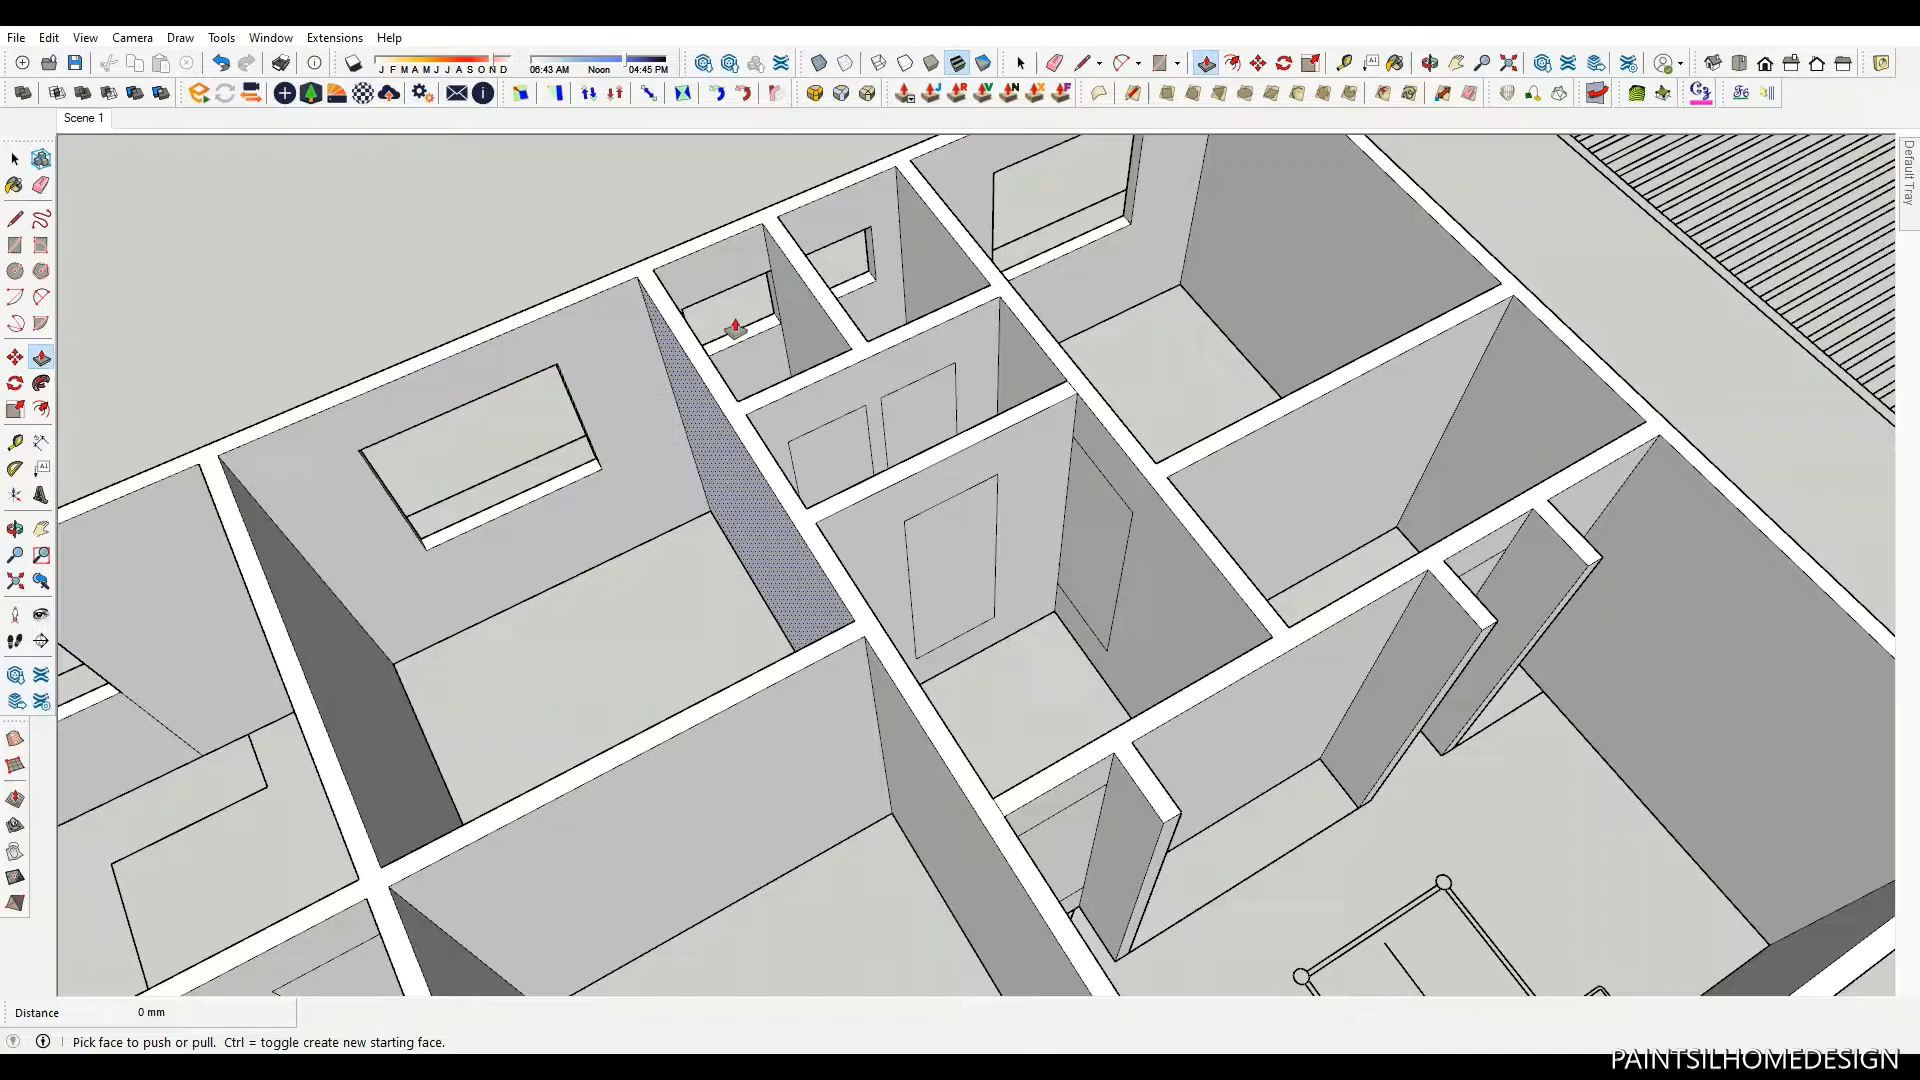 File Edit View Camera Draw Tools Window Extensions Help
J F M A M J J A S O N D 06:43 AM Noon 04:45 PM
Scene 1
Default Tray
Distance 0 mm
Pick face to push or pull. Ctrl = toggle create new starting face.
PAINTSILHOMEDESIGN